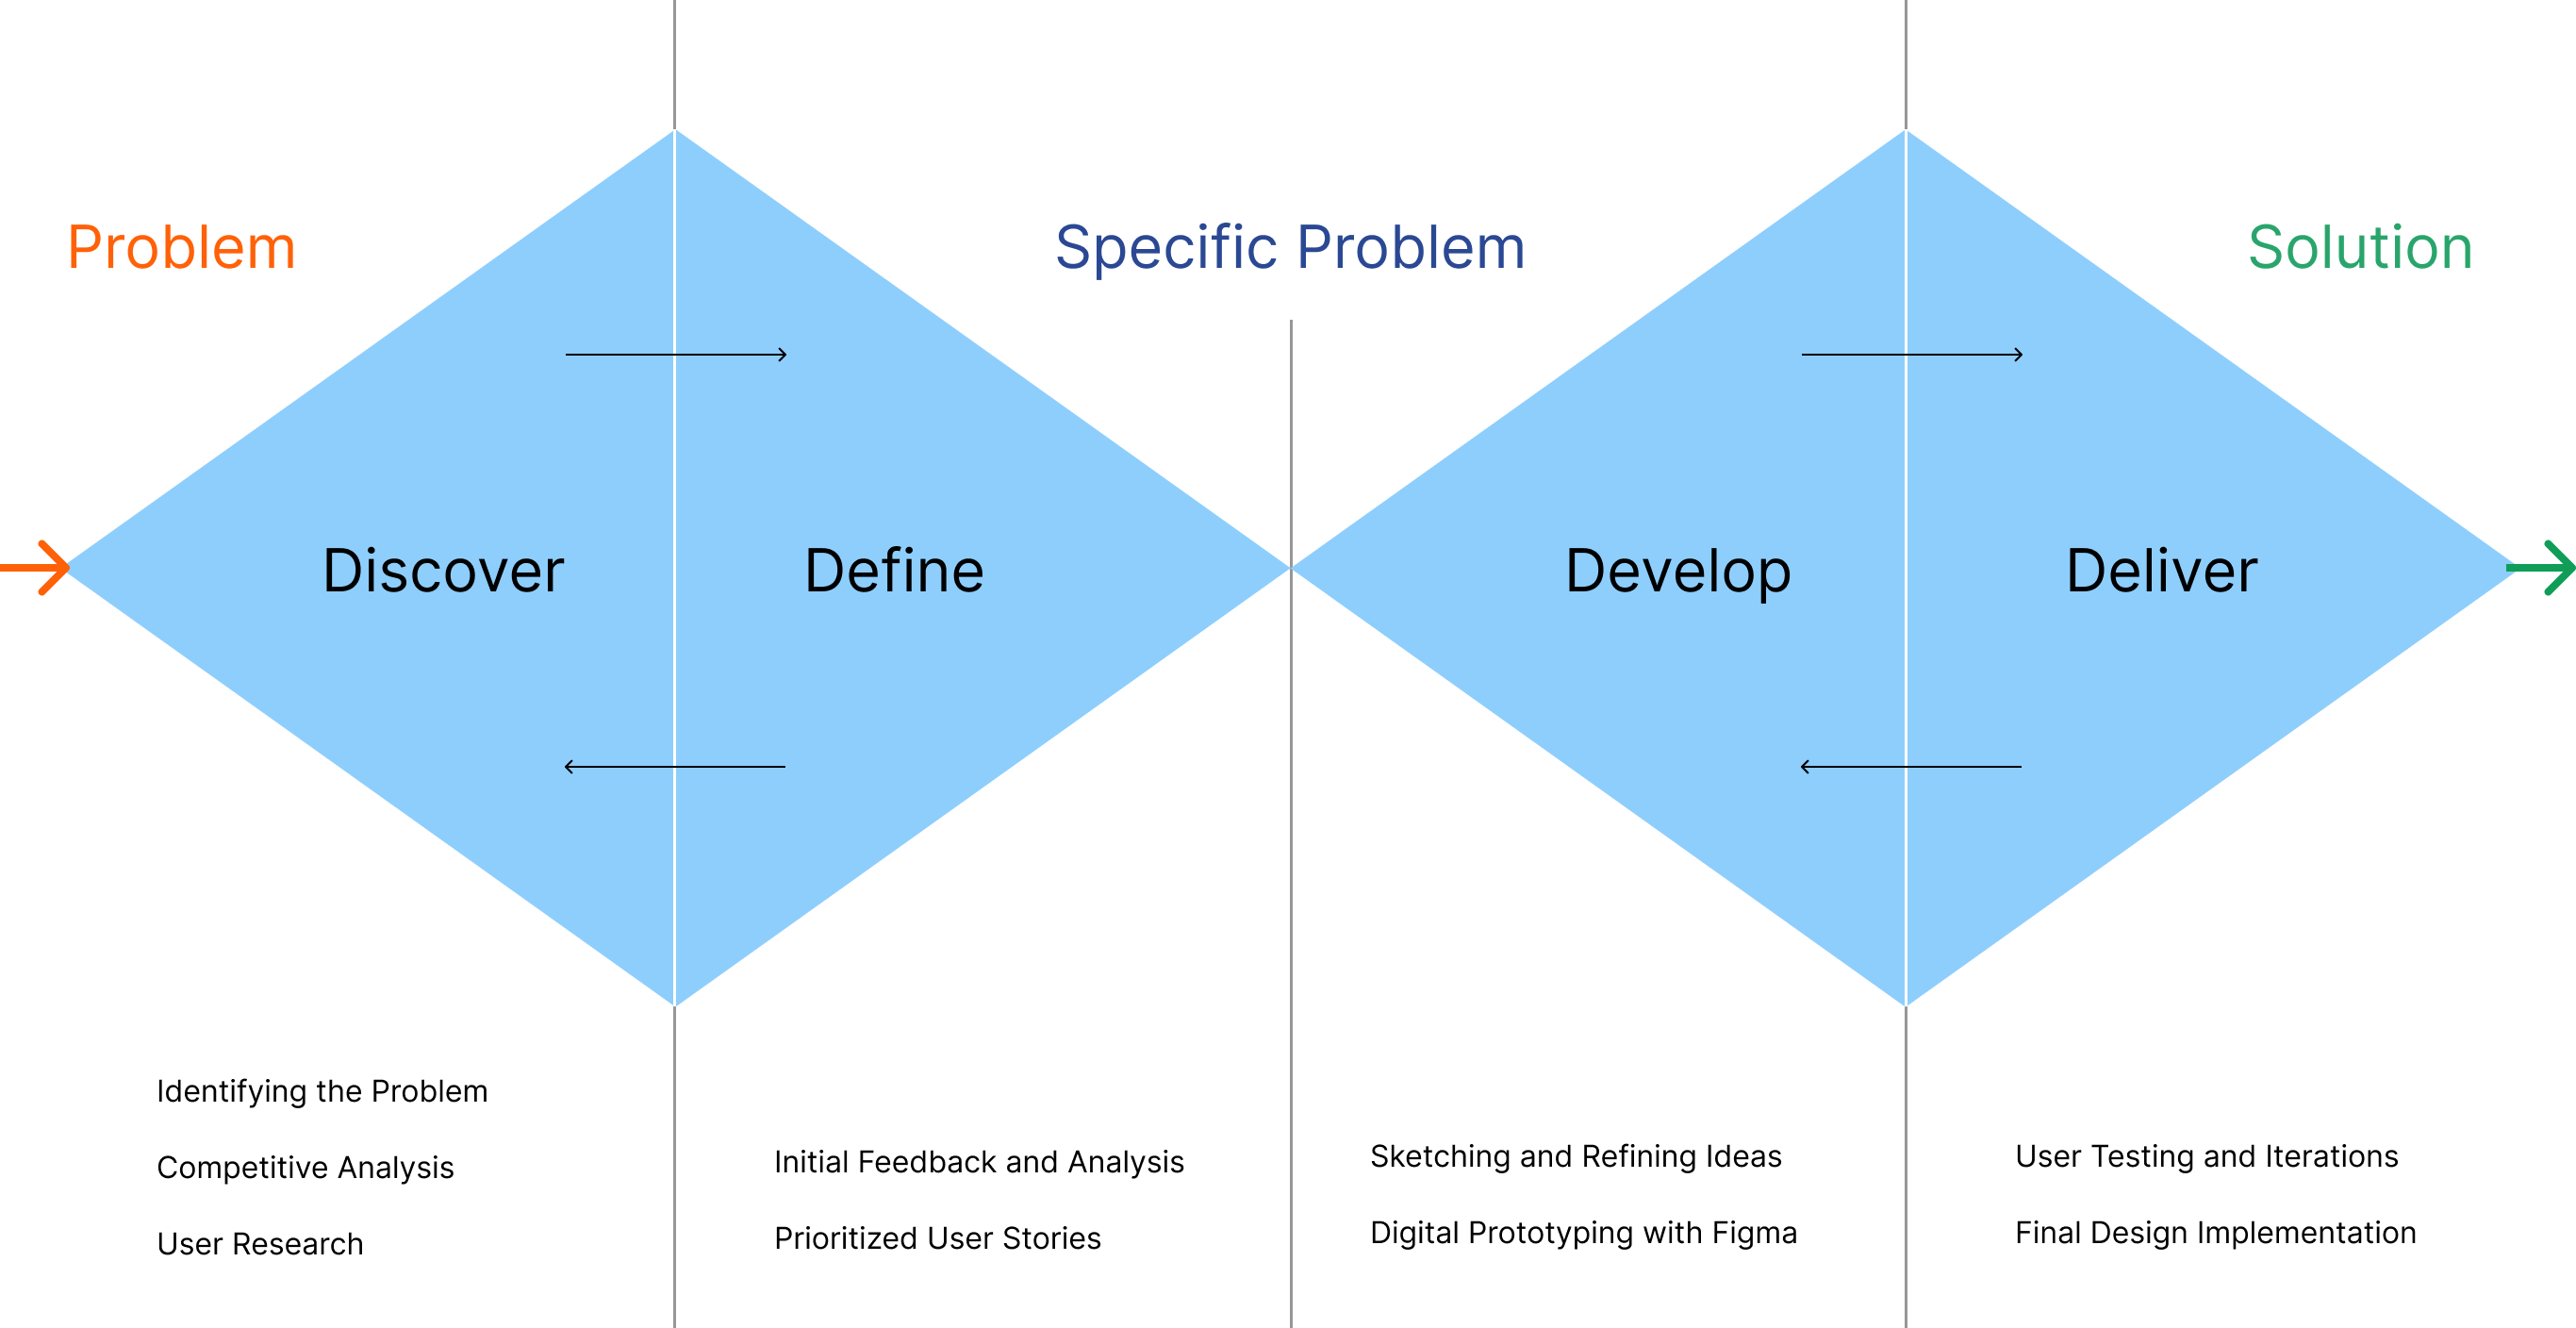 Problem
Specific Problem
Solution
Discover
Define
Develop
Deliver
Identifying the Problem
Competitive Analysis
User Research
Initial Feedback and Analysis
Prioritized User Stories
Sketching and Refining Ideas
Digital Prototyping with Figma
User Testing and Iterations
Final Design Implementation